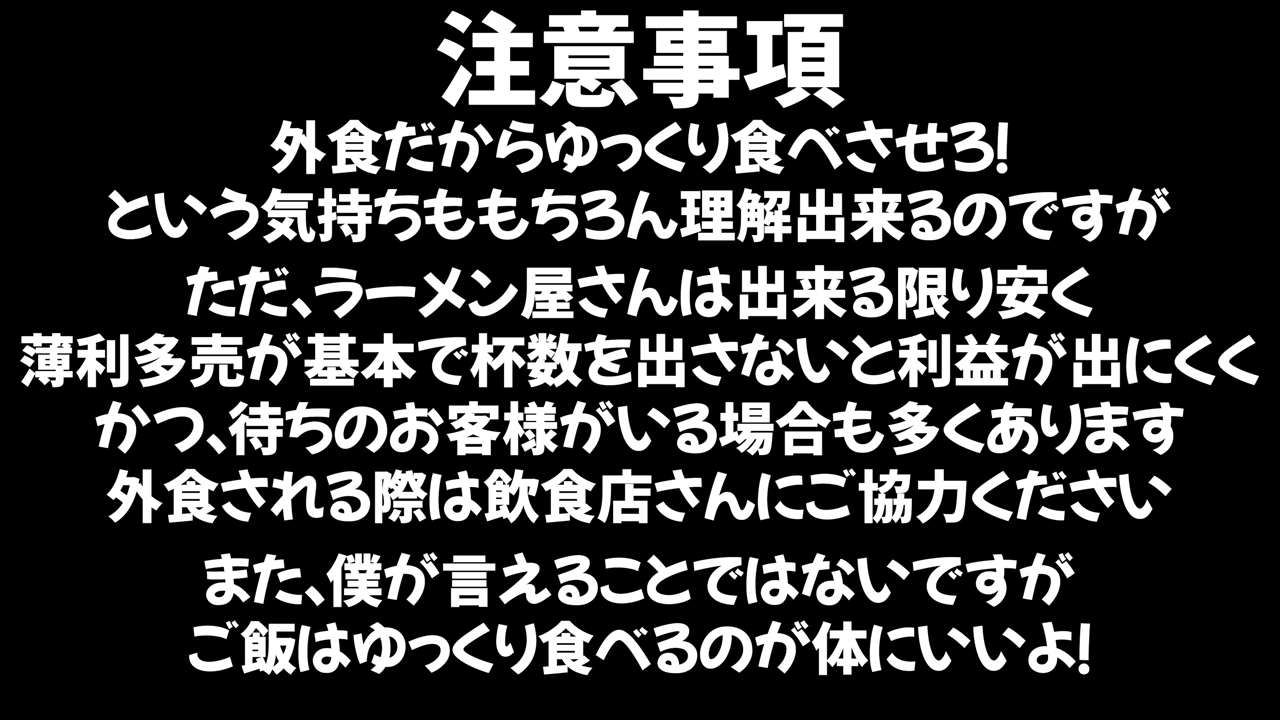 注意事項
外食だからゆっくり食べさせろ!
という気持ちももちろん理解出来るのですが
ただ、ラーメン屋さんは出来る限り安く
薄利多売が基本で杯数を出さないと利益が出にくく
かつ、待ちのお客様がいる場合も多くあります
外食される際は飲食店さんにご協力ください
また、僕が言えることではないですが
ご飯はゆっくり食べるのが体にいいよ!